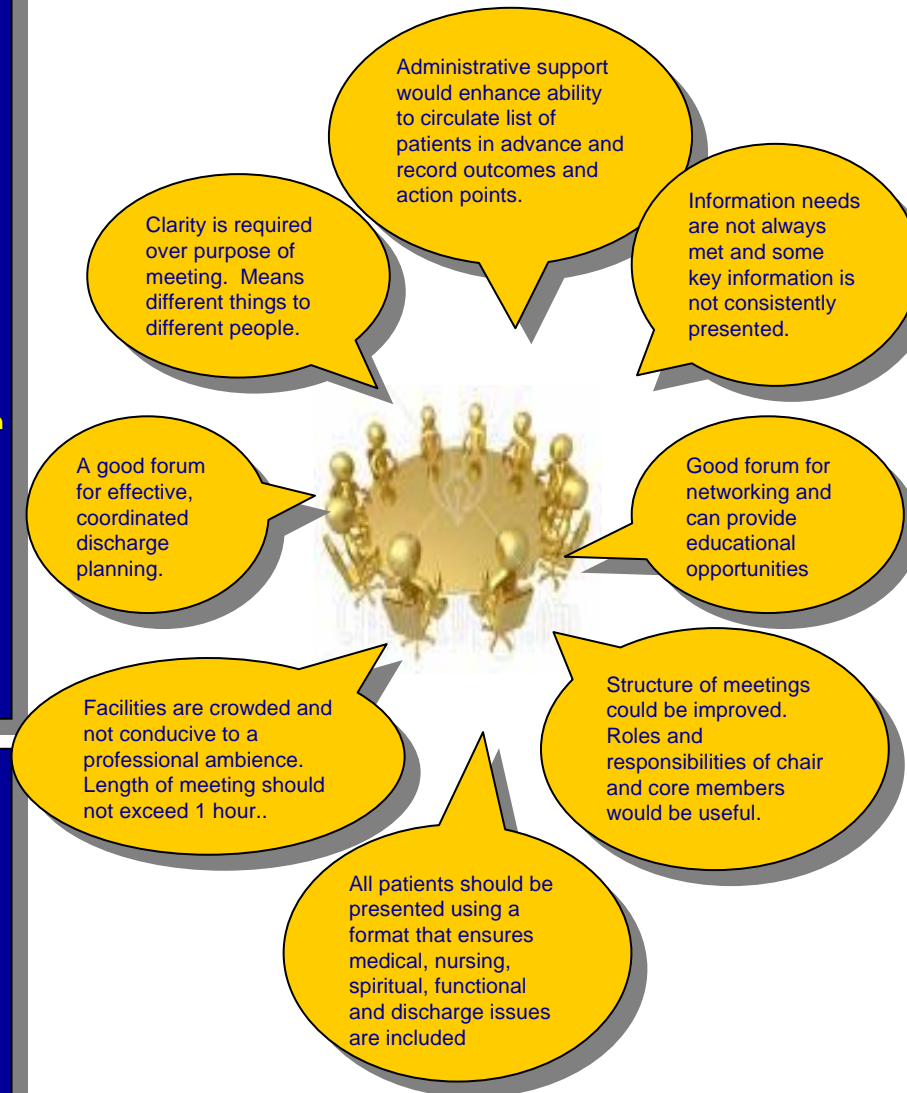 Administrative support
would enhance ability
to circulate list of
patients in advance and
record outcomes and
action points.
Clarity is required
over purpose of
meeting.  Means
different things to
different people.
Information needs
are not always
met and some
key information is
not consistently
presented.
A good forum
for effective,
coordinated
discharge
planning.
Good forum for
networking and
can provide
educational
opportunities
Facilities are crowded and
not conducive to a
professional ambience.
Length of meeting should
not exceed 1 hour..
Structure of meetings
could be improved.
Roles and
responsibilities of chair
and core members
would be useful.
All patients should be
presented using a
format that ensures
medical, nursing,
spiritual, functional
and discharge issues
are included